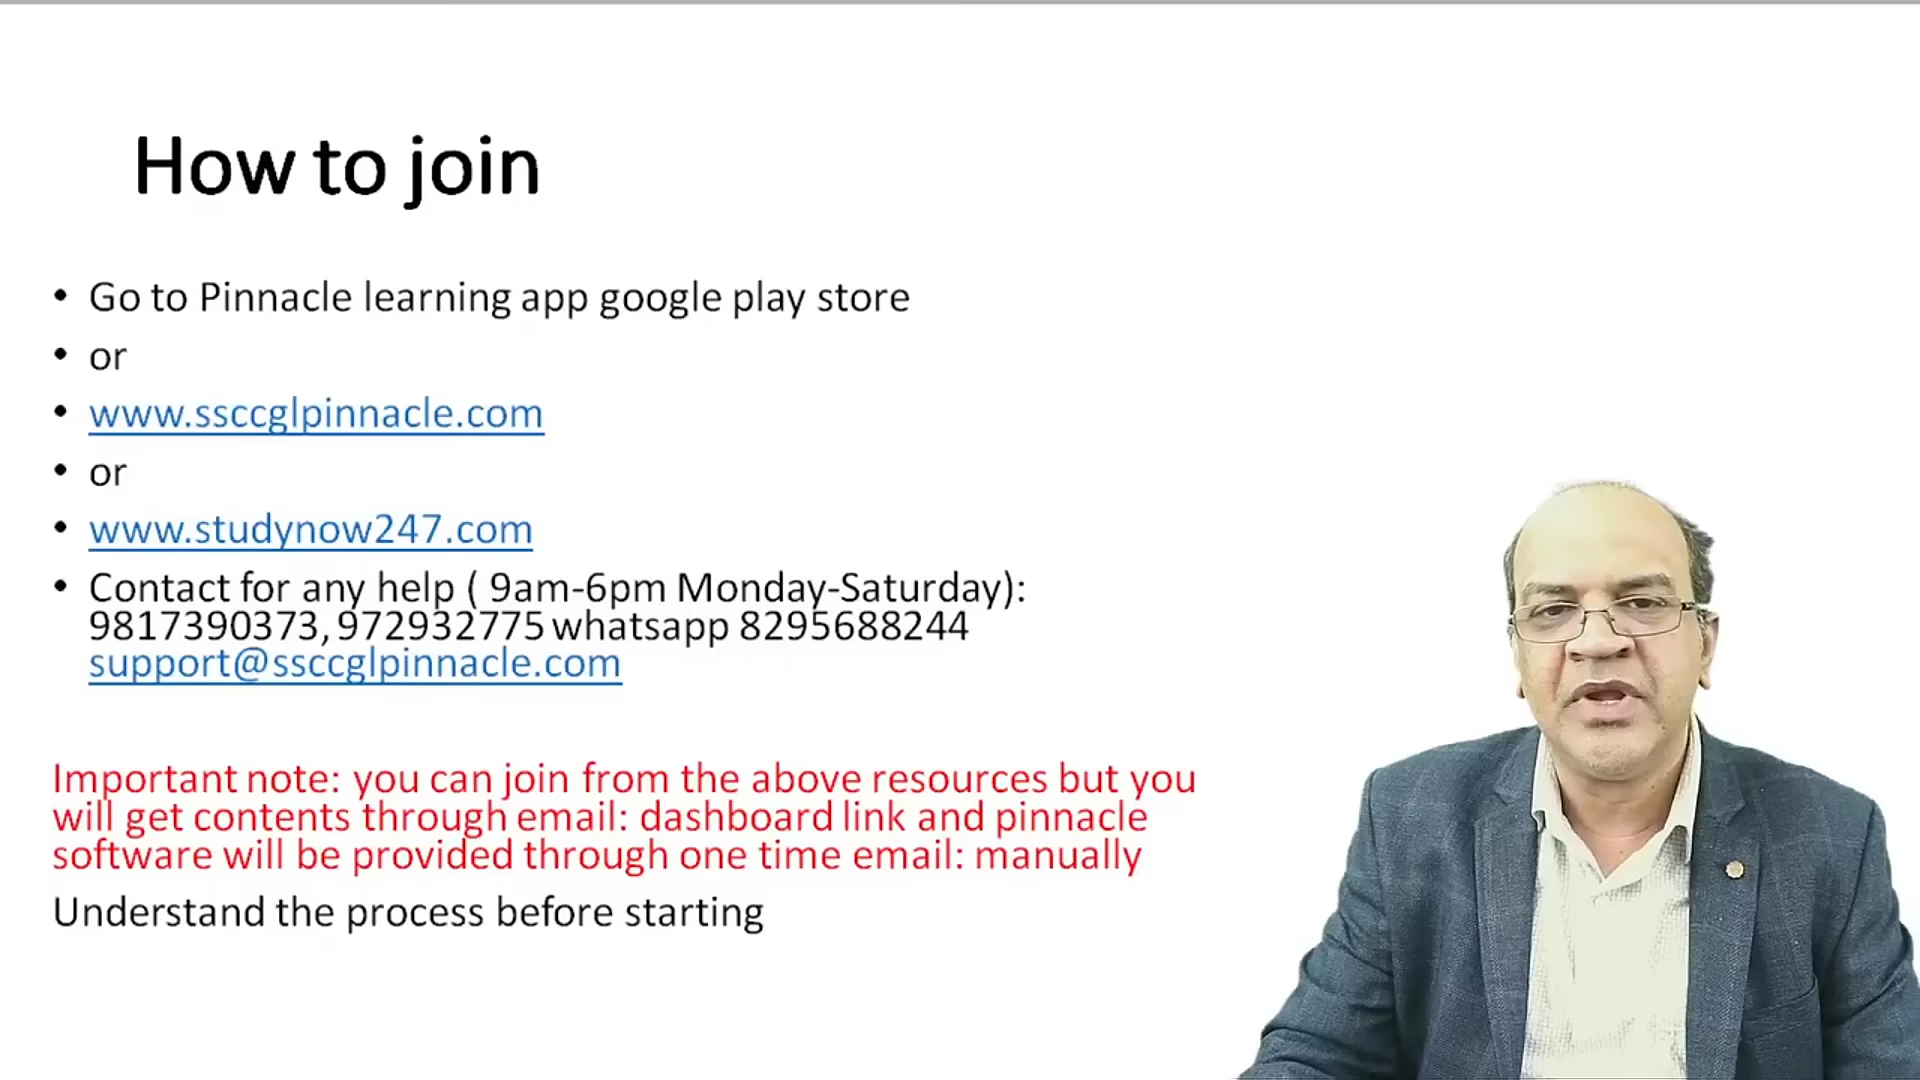 How to join
• Go to Pinnacle learning app google play store
• or
• www.ssccglpinnacle.com
• or
• www.studynow247.com
• Contact for any help ( 9am-6pm Monday-Saturday):
9817390373, 972932775 whatsapp 8295688244
support@ssccglpinnacle.com
Important note: you can join from the above resources but you
will get contents through email: dashboard link and pinnacle
software will be provided through one time email: manually
Understand the process before starting